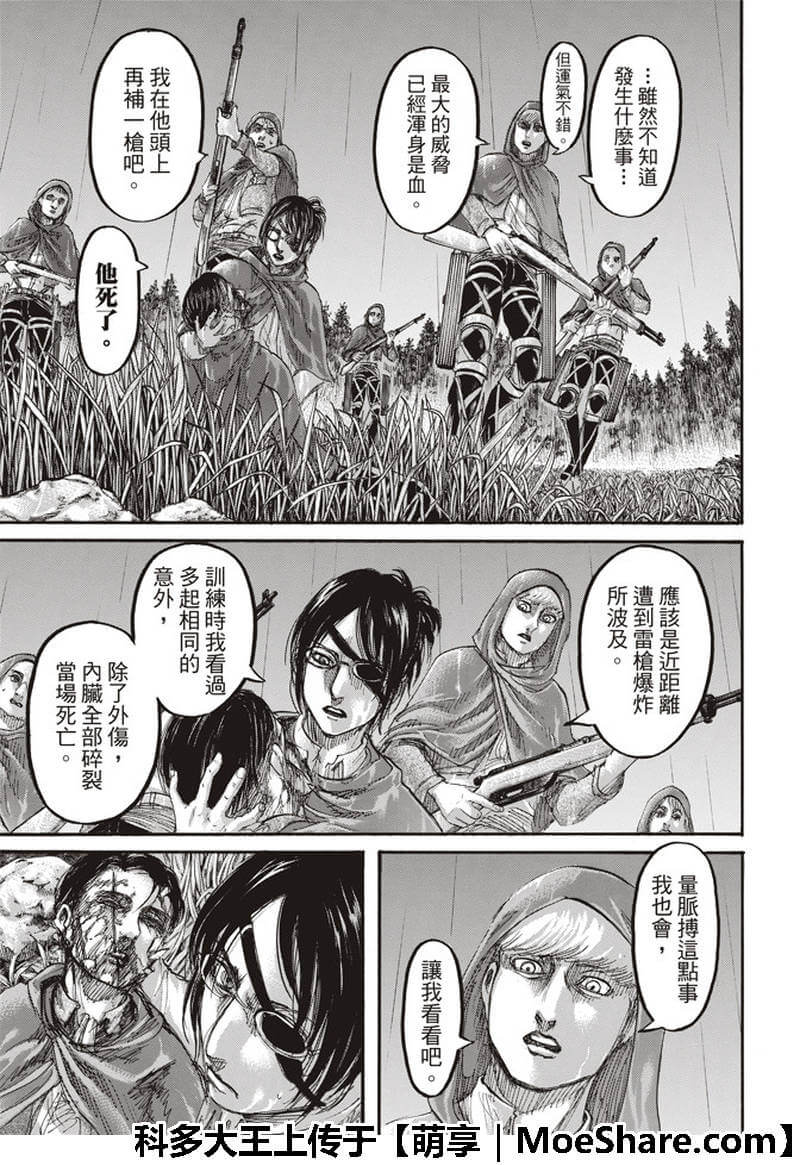 …雖然不知道
發生什麼事…
但運氣不錯。
最大的威脅
已經渾身是血。
我在他頭上
再補一槍吧。
他死了。
應該是近距離
遭到雷槍爆炸
所波及。
訓練時我看過
多起相同的
意外，
除了外傷，
內臟全部碎裂
當場死亡。
量脈搏這點事
我也會，
讓我看看吧。
科多大王上传于【萌享】|MoeShare.com】